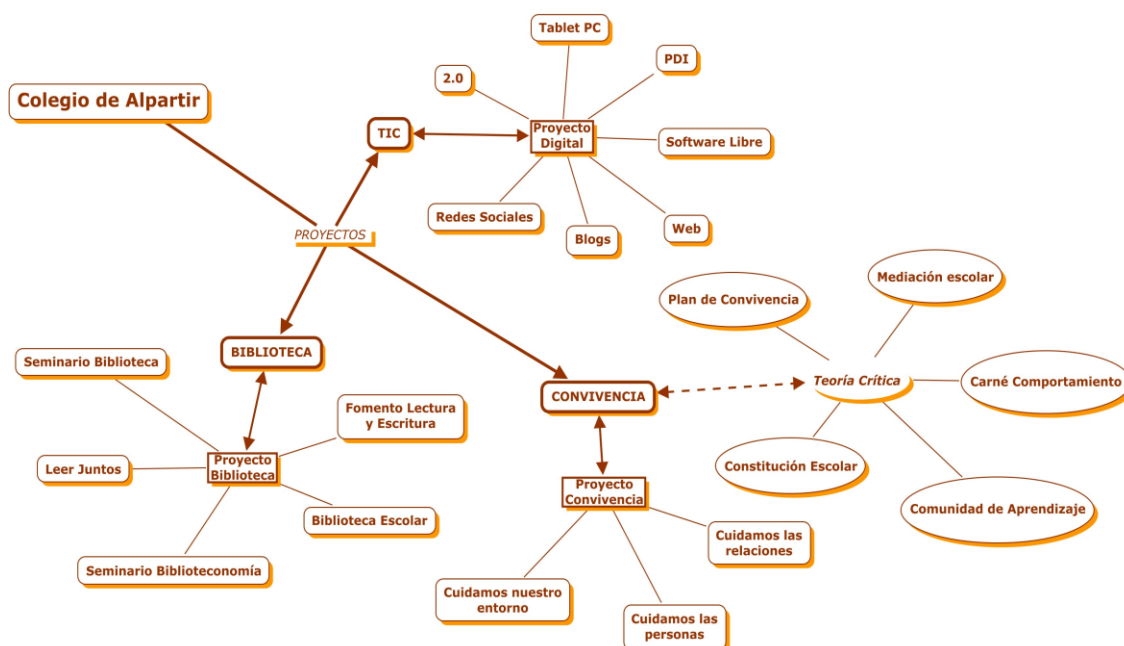 Colegio de Alpartir
PROYECTOS
TIC
Proyecto
Digital
2.0
Tablet PC
PDI
Software Libre
Web
Blogs
Redes Sociales
BIBLIOTECA
Proyecto
Biblioteca
Seminario Biblioteca
Fomento Lectura
y Escritura
Leer Juntos
Biblioteca Escolar
Seminario Biblioteconomía
CONVIVENCIA
Proyecto
Convivencia
Cuidamos las
relaciones
Cuidamos nuestro
entorno
Cuidamos las
personas
Teoría Crítica
Plan de Convivencia
Mediación escolar
Carné Comportamiento
Constitución Escolar
Comunidad de Aprendizaje